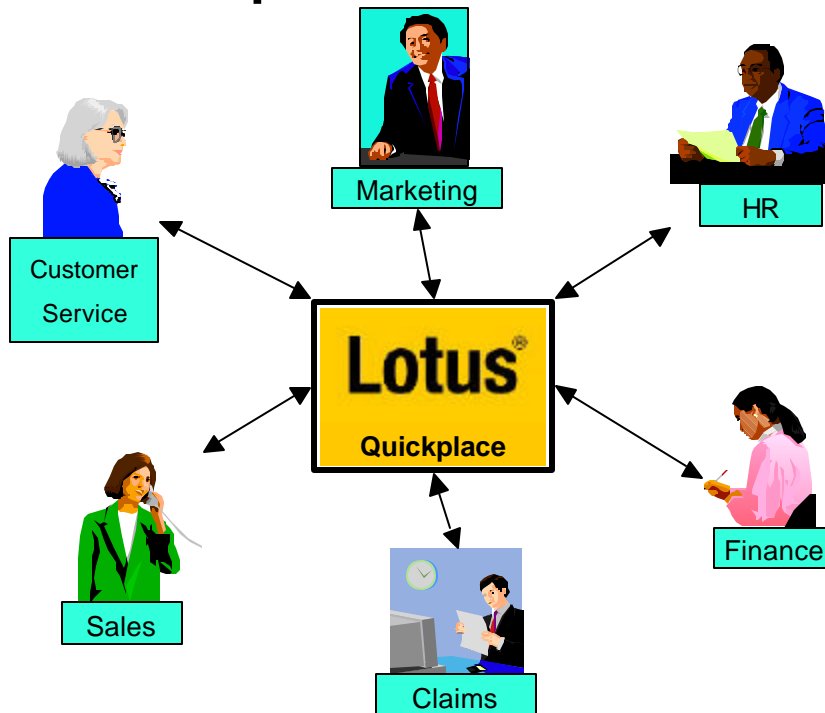 Marketing
HR
Customer
Service
Lotus®
Quickplace
Finance
Sales
Claims